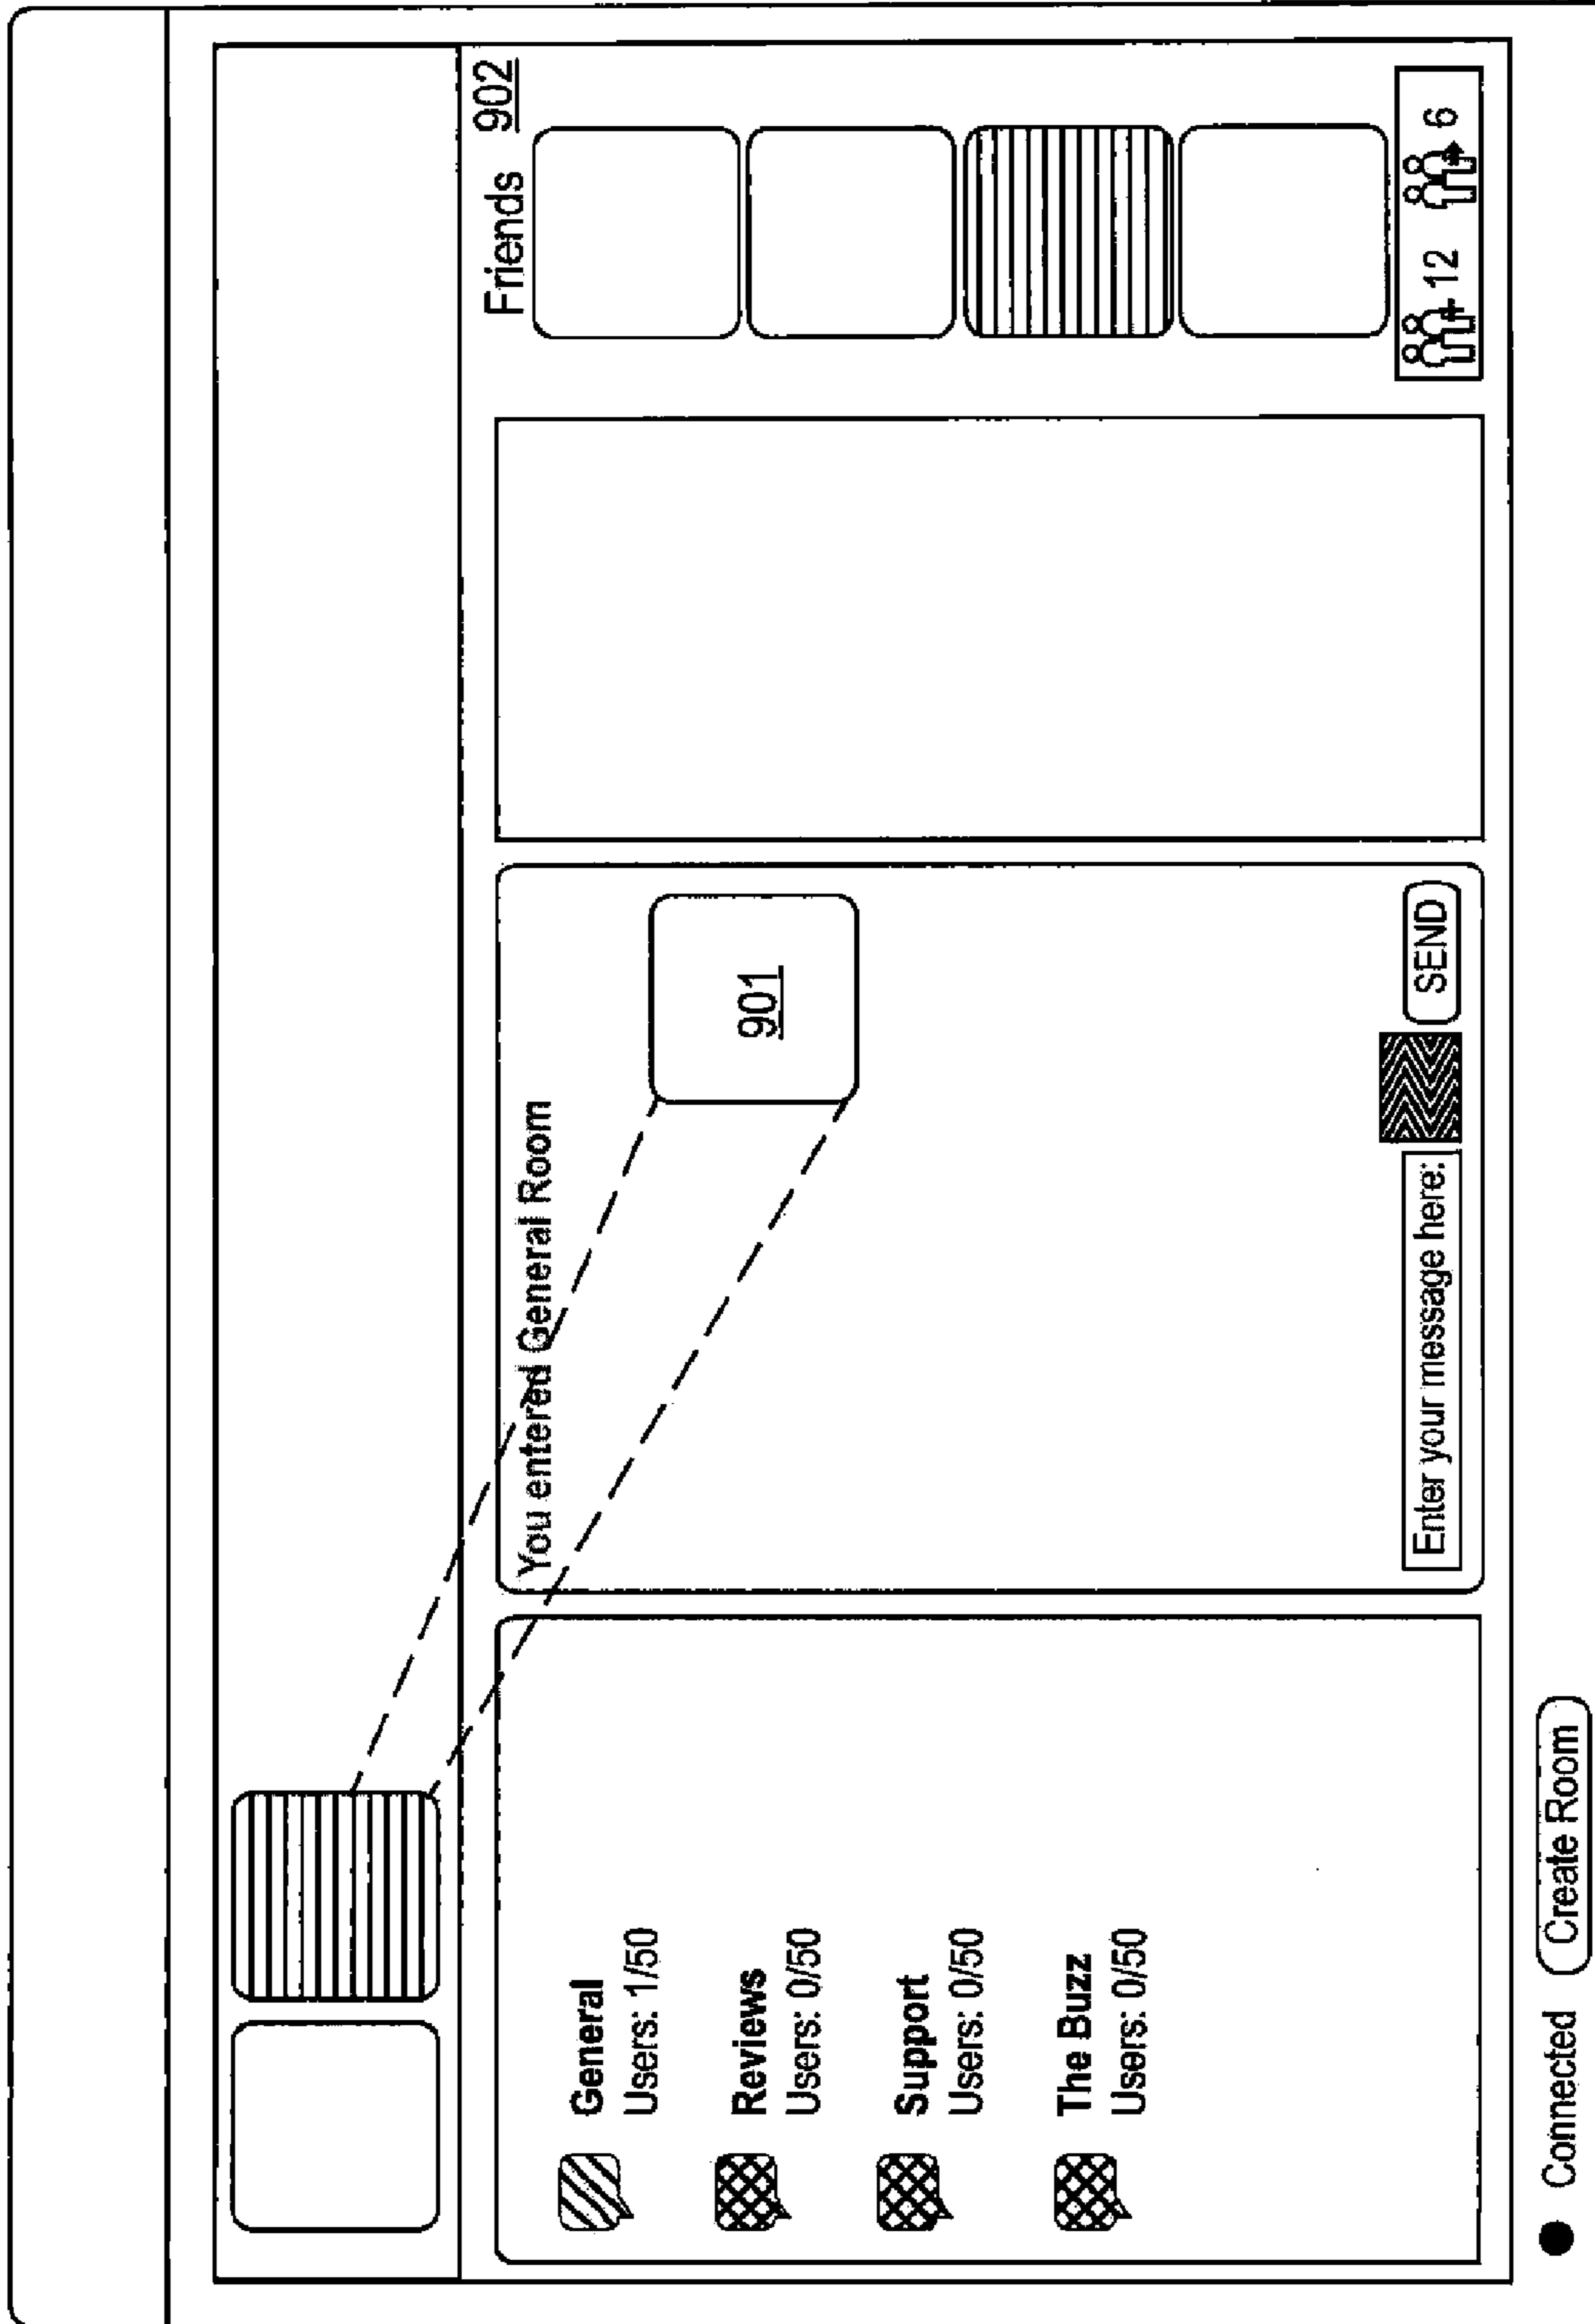 General
Users: 1/50
Reviews
Users: 0/50
Support
Users: 0/50
The Buzz
Users: 0/50
You entered General Room
901
Enter your message here:
SEND
Friends 902
12 6
Connected
Create Room